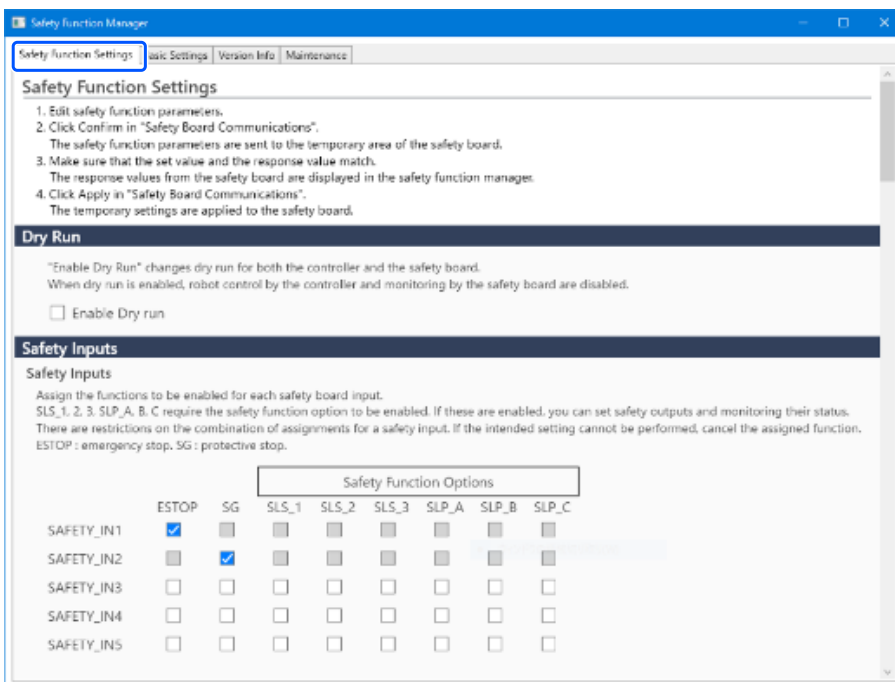 Safety Function Manager
Safety Function Settings asic Settings Version Info Maintenance
Safety Function Settings
1. Edit safety function parameters.
2. Click Confirm in "Safety Board Communications".
The safety function parameters are sent to the temporary area of the safety board.
3. Make sure that the set value and the response value match.
The response values from the safety board are displayed in the safety function manager.
4. Click Apply in "Safety Board Communications".
The temporary settings are applied to the safety board.
Dry Run
"Enable Dry Run" changes dry run for both the controller and the safety board.
When dry run is enabled, robot control by the controller and monitoring by the safety board are disabled.
Enable Dry run
Safety Inputs
Safety Inputs
Assign the functions to be enabled for each safety board input.
SLS_1, 2, 3, SLP_A, B, C require the safety function option to be enabled. If these are enabled, you can set safety outputs and monitoring their status.
There are restrictions on the combination of assignments for a safety input. If the intended setting cannot be performed, cancel the assigned function.
ESTOP : emergency stop, SG : protective stop.
Safety Function Options
ESTOP SG SLS_1 SLS_2 SLS_3 SLP_A SLP_B SLP_C
SAFETY_IN1
SAFETY_IN2
SAFETY_IN3
SAFETY_IN4
SAFETY_IN5